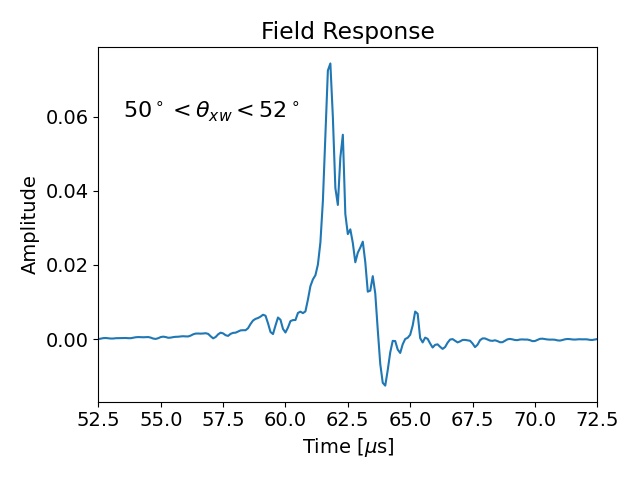 Field Response
50° < θxw < 52°
Amplitude
0.06
0.04
0.02
0.00
52.5 55.0 57.5 60.0 62.5 65.0 67.5 70.0 72.5
Time [μs]